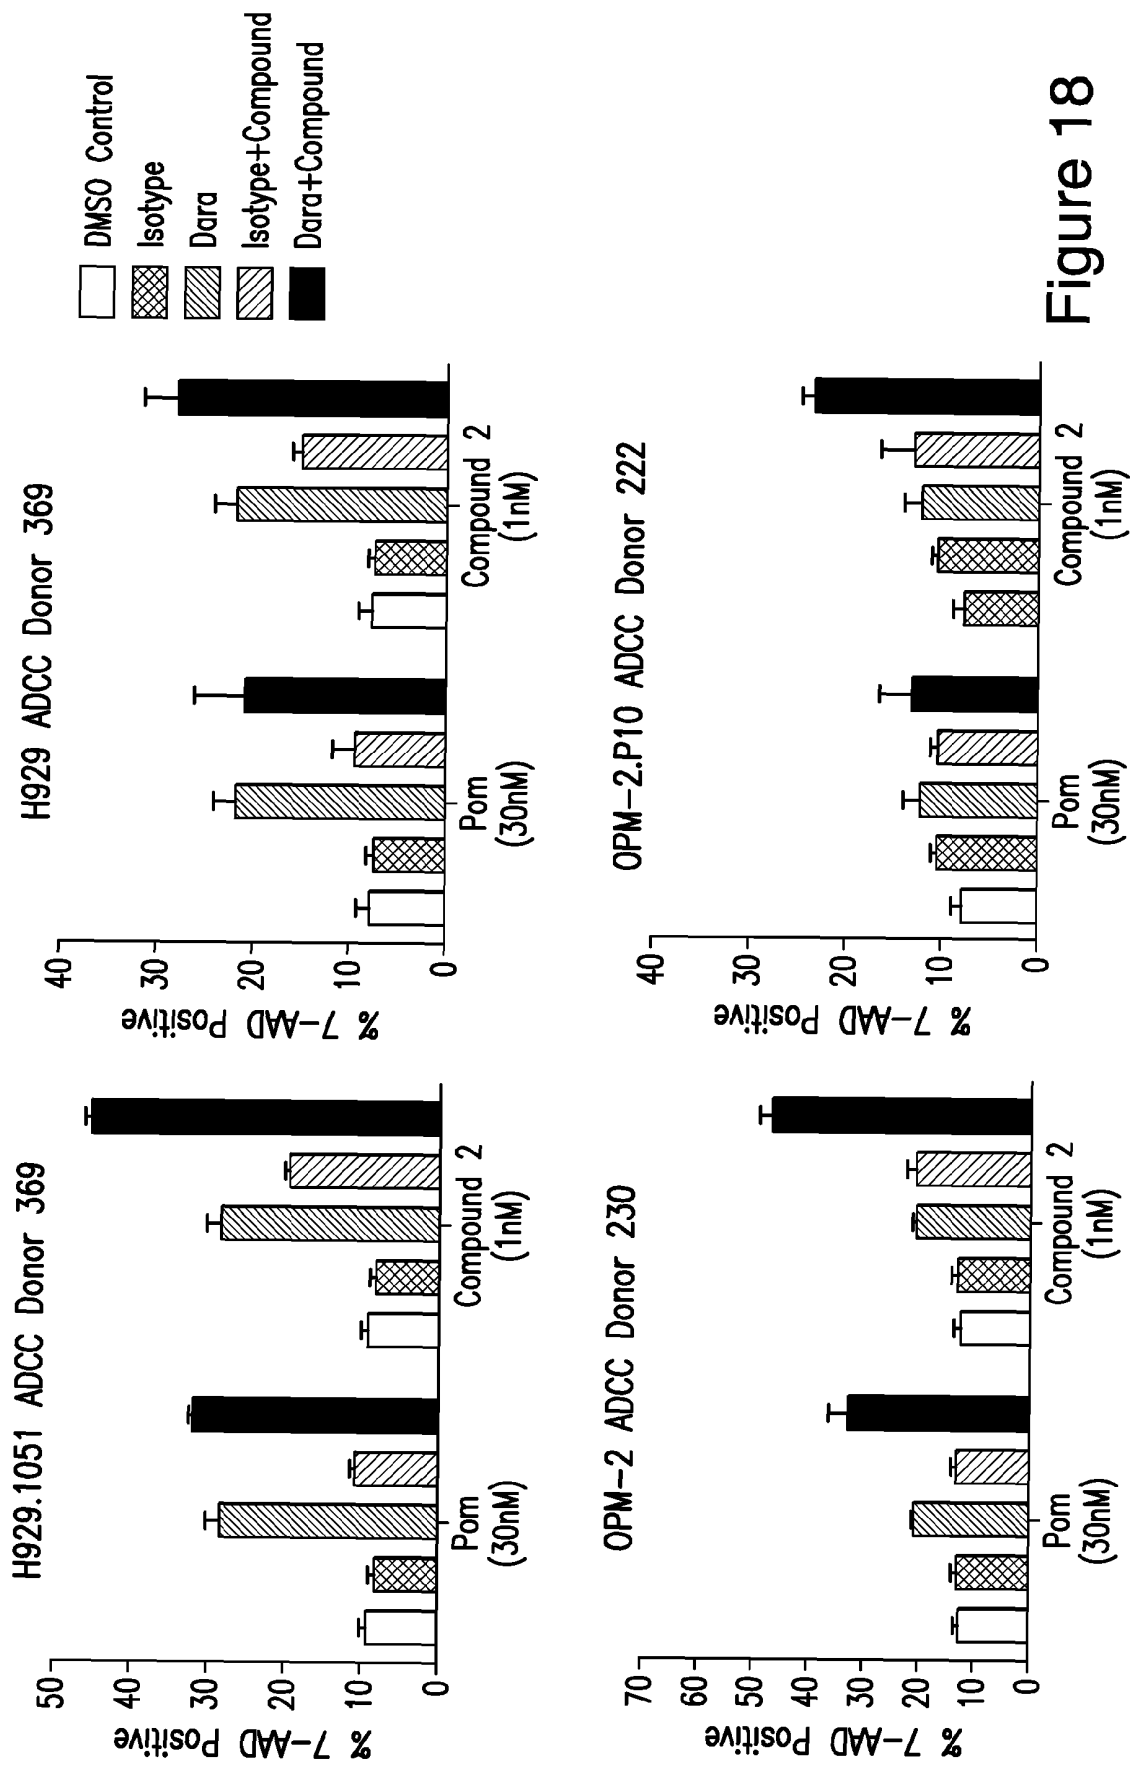 H929.1051 ADCC Donor 369
% 7-AAD Positive
50
40
30
20
10
0
Pom
(30nM)
Compound 2
(1nM)
H929 ADCC Donor 369
% 7-AAD Positive
40
30
20
10
0
Pom
(30nM)
Compound 2
(1nM)
DMSO Control
Isotype
Dara
Isotype+Compound
Dara+Compound
OPM-2 ADCC Donor 230
% 7-AAD Positive
70
50
40
30
20
10
0
Pom
(30nM)
Compound 2
(1nM)
OPM-2.P10 ADCC Donor 222
% 7-AAD Positive
40
30
20
10
0
Pom
(30nM)
Compound 2
(1nM)
Figure 18